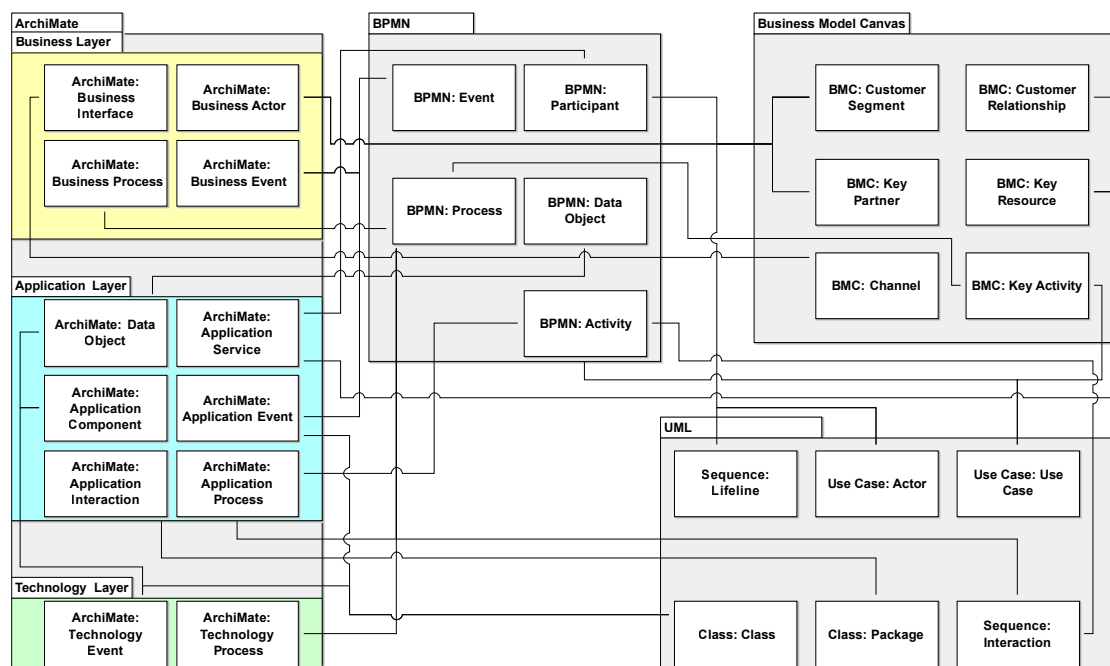 ArchiMate
Business Layer
ArchiMate:
Business
Interface
ArchiMate:
Business Actor
ArchiMate:
Business Process
ArchiMate:
Business Event
Application Layer
ArchiMate: Data
Object
ArchiMate:
Application
Service
ArchiMate:
Application
Component
ArchiMate:
Application Event
ArchiMate:
Application
Interaction
ArchiMate:
Application
Process
Technology Layer
ArchiMate:
Technology
Event
ArchiMate:
Technology
Process
BPMN
BPMN: Event
BPMN:
Participant
BPMN: Process
BPMN: Data
Object
BPMN: Activity
Business Model Canvas
BMC: Customer
Segment
BMC: Customer
Relationship
BMC: Key
Partner
BMC: Key
Resource
BMC: Channel
BMC: Key Activity
UML
Sequence:
Lifeline
Use Case: Actor
Use Case: Use
Case
Class: Class
Class: Package
Sequence:
Interaction